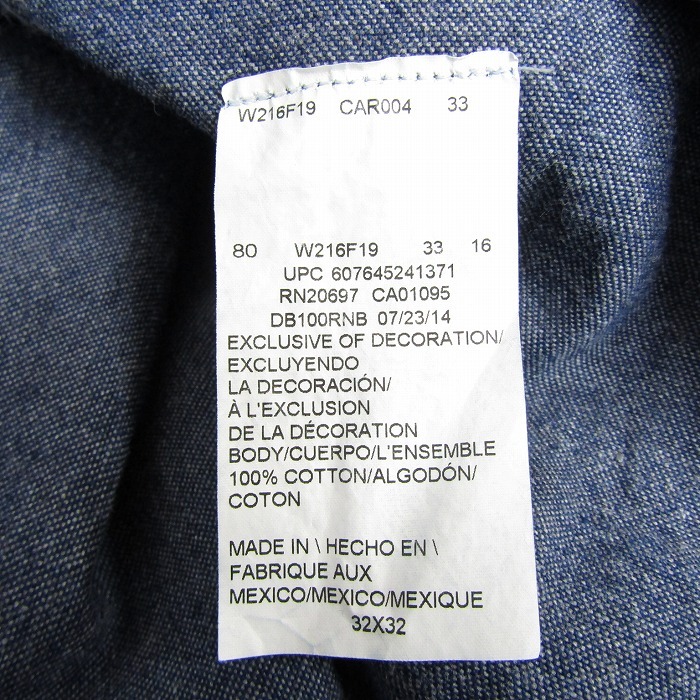 W216F19 CAR004 33
80 W216F19 33 16
UPC 607645241371
RN20697 CA01095
DB100RNB 07/23/14
EXCLUSIVE OF DECORATION/
EXCLUYENDO
LA DECORACIÓN/
À L'EXCLUSION
DE LA DÉCORATION
BODY/CUERPO/L'ENSEMBLE
100% COTTON/ALGODÓN/
COTON
MADE IN \ HECHO EN \
FABRIQUE AUX
MEXICO/MEXICO/MEXIQUE
32X32